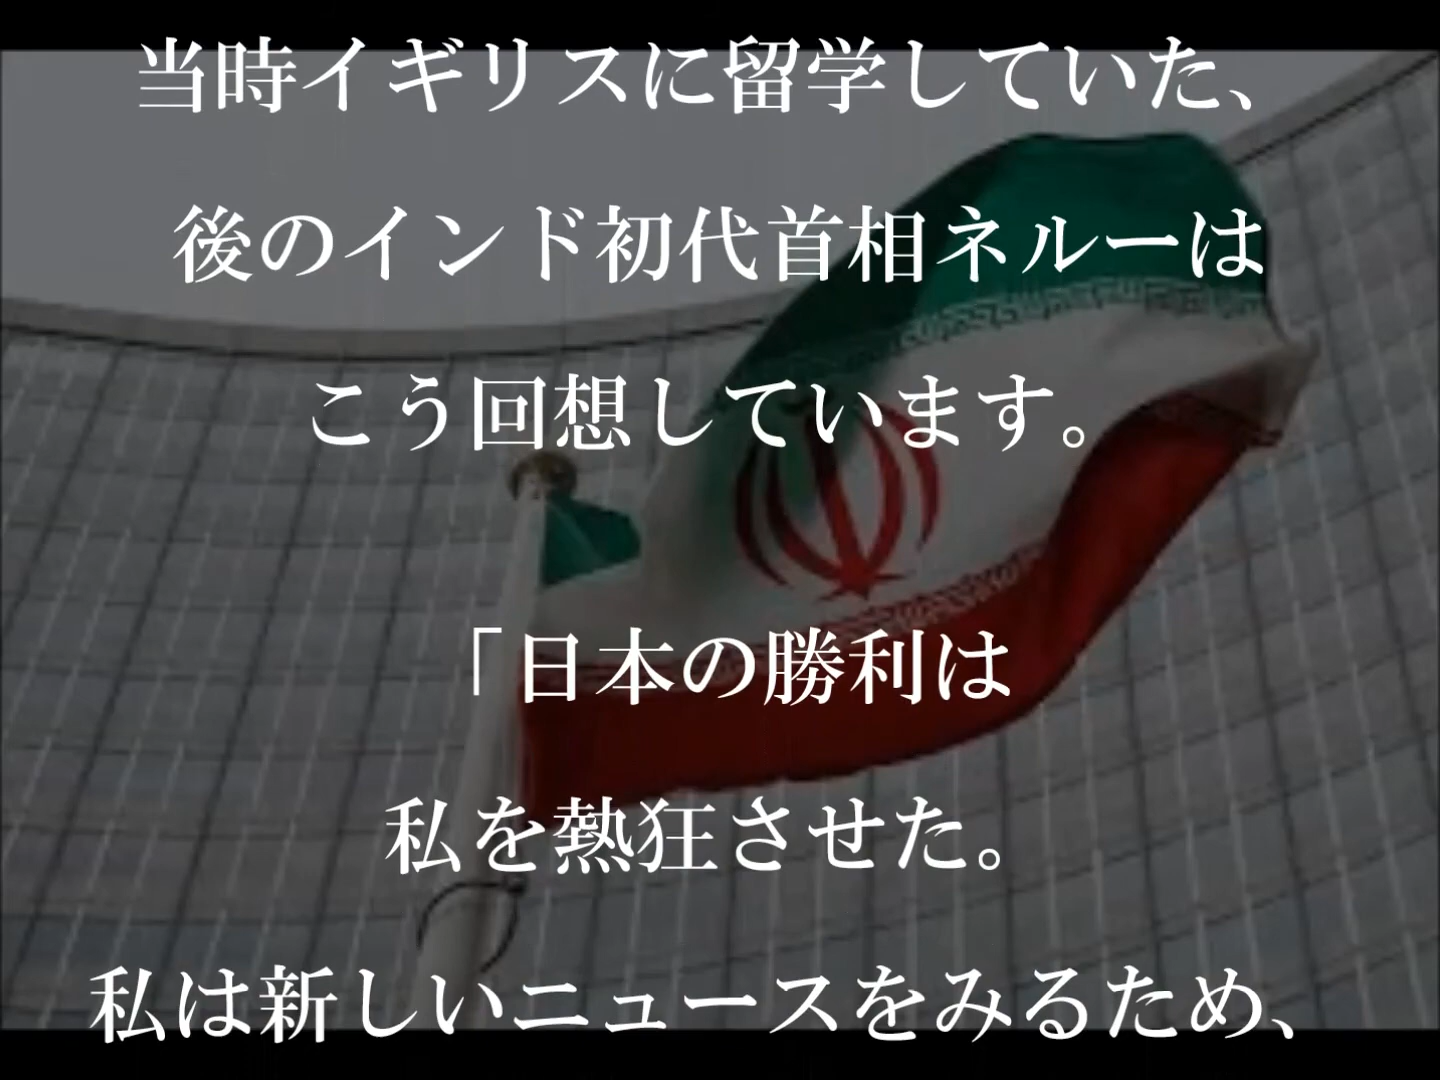 当時イギリスに留学していた、
後のインド初代首相ネルーは
こう回想しています。
「日本の勝利は
私を熱狂させた。
私は新しいニュースをみるため、